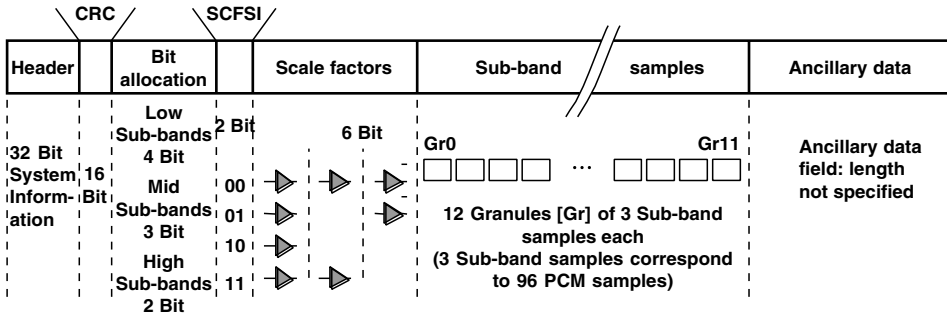 CRC
SCFSI
Header
Bit
allocation
Scale factors
Sub-band
samples
Ancillary data
32 Bit
System
Inform-
ation
16
Bit
Low
Sub-bands
4 Bit
Mid
Sub-bands
3 Bit
High
Sub-bands
2 Bit
2 Bit
00
01
10
11
6 Bit
Gr0
...
Gr11
12 Granules [Gr] of 3 Sub-band
samples each
(3 Sub-band samples correspond
to 96 PCM samples)
Ancillary data
field: length
not specified